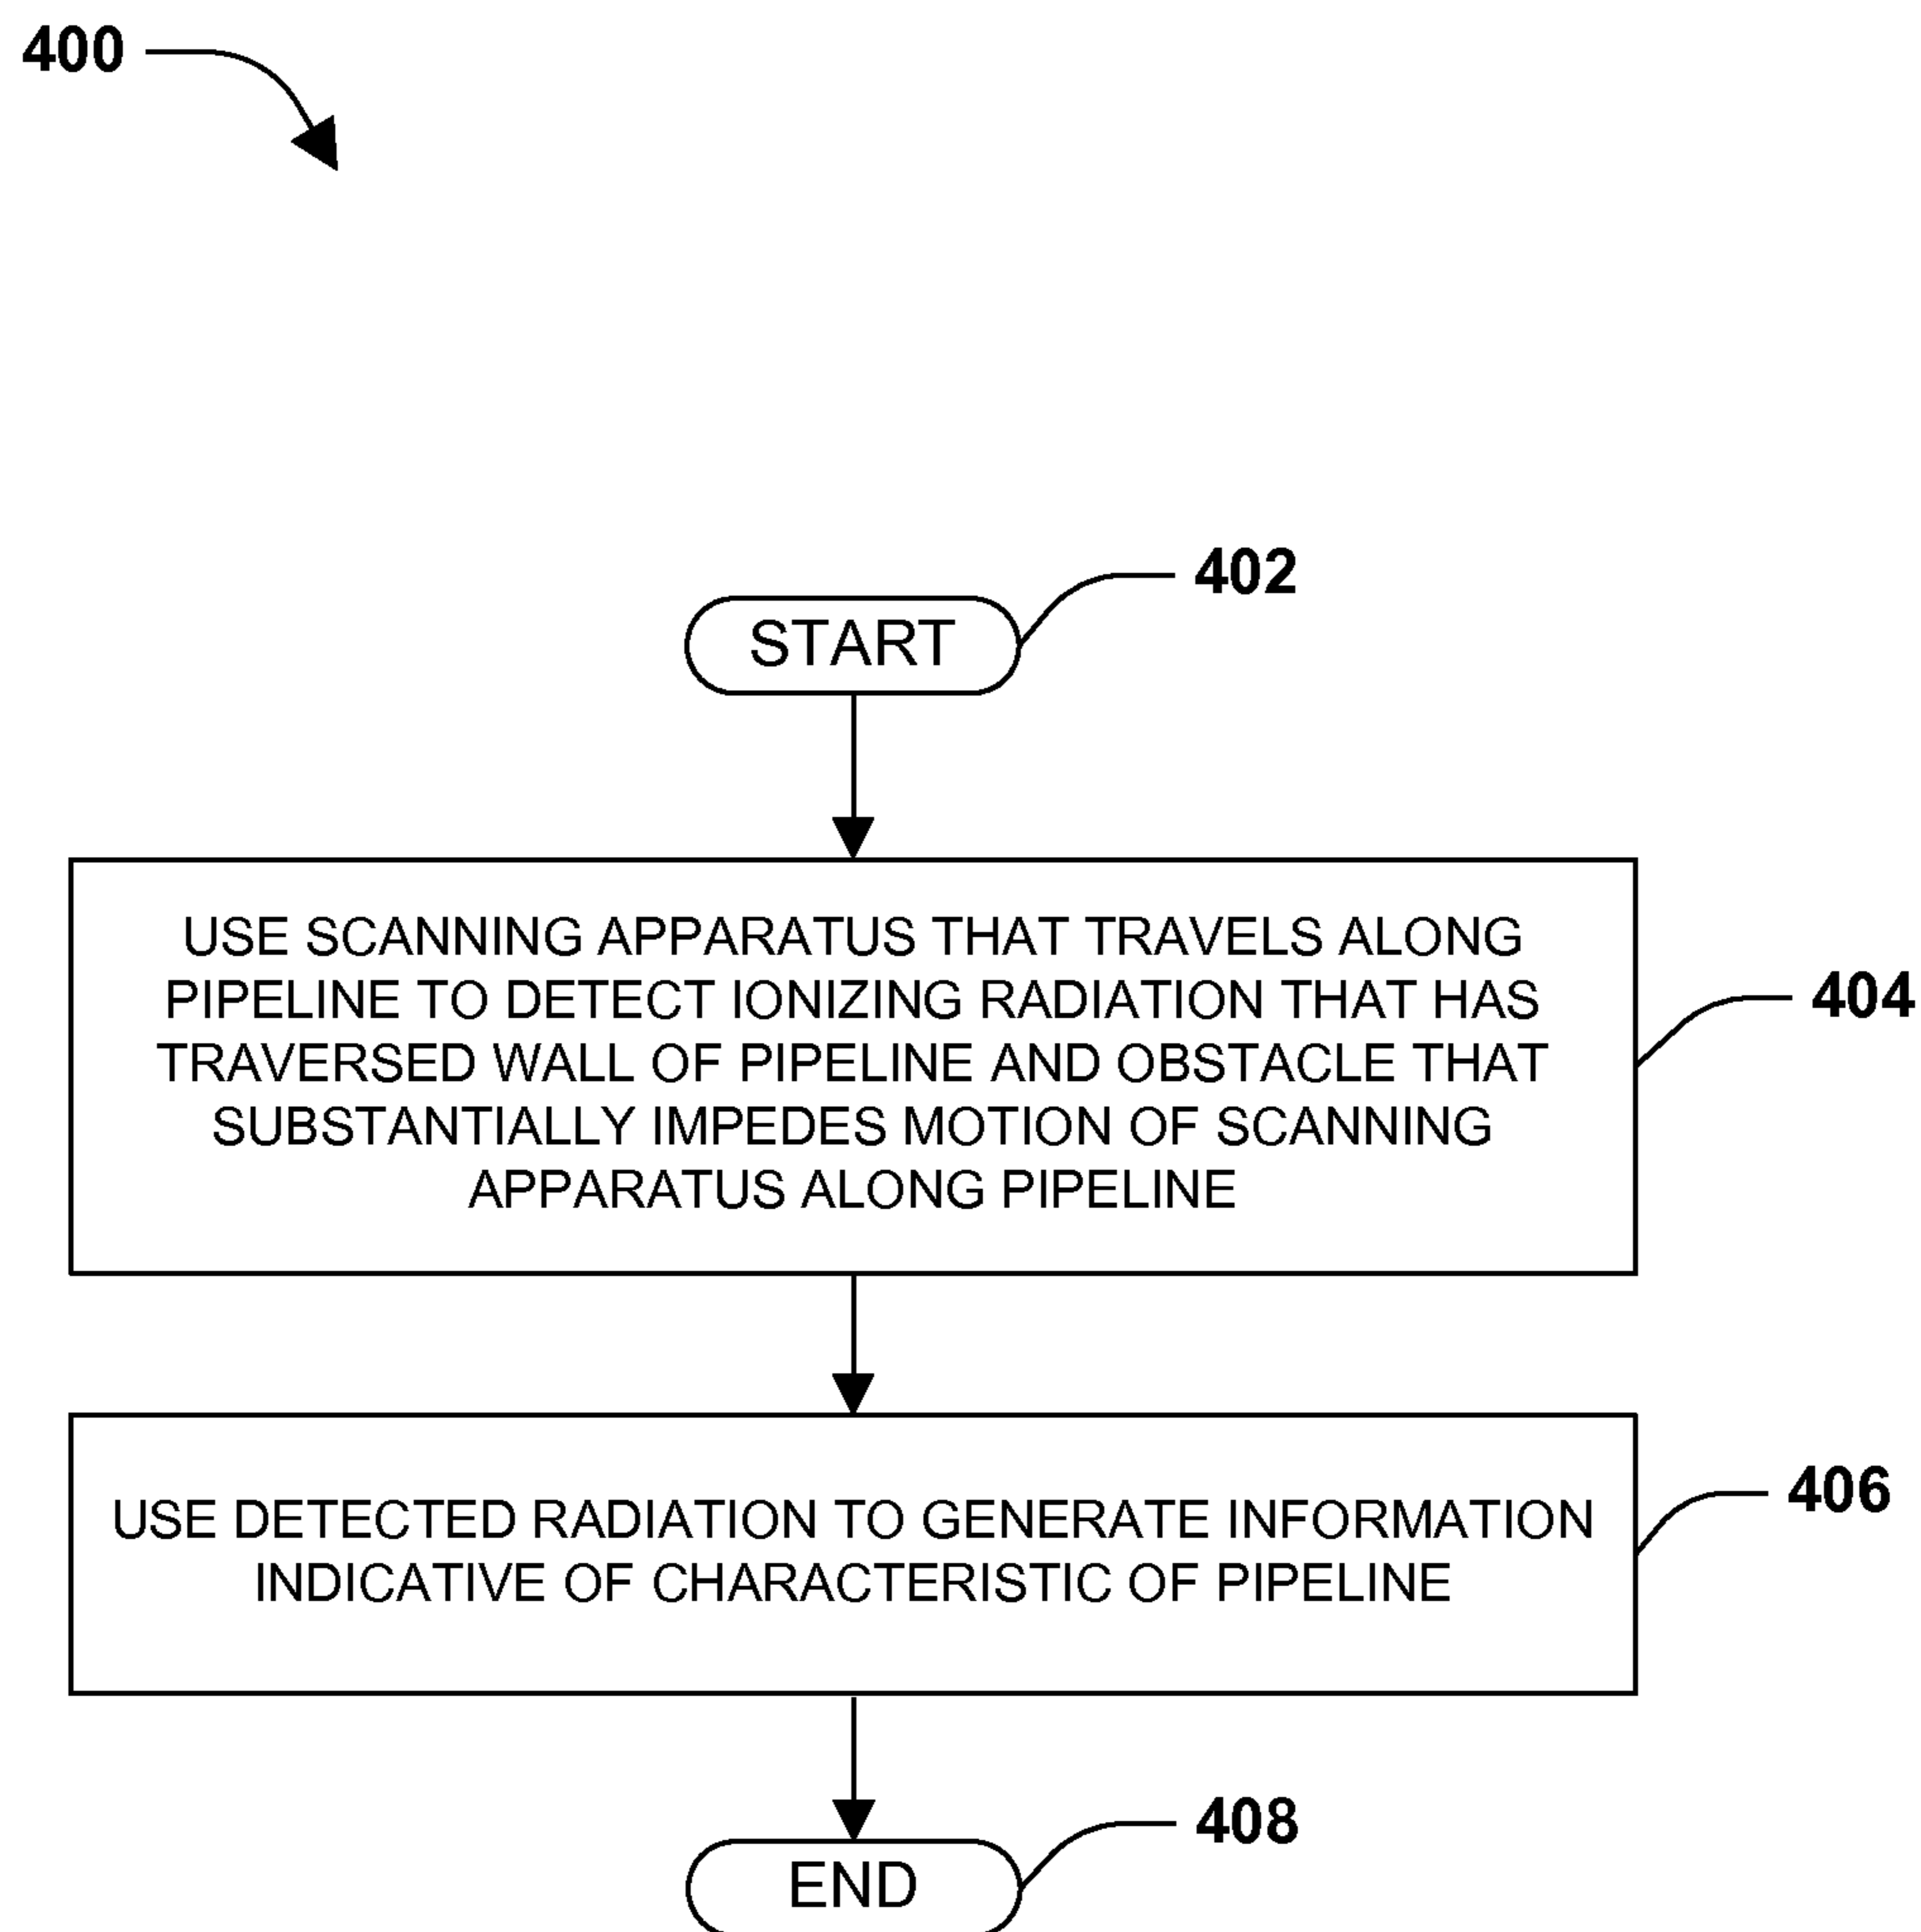 400
402
START
USE SCANNING APPARATUS THAT TRAVELS ALONG
PIPELINE TO DETECT IONIZING RADIATION THAT HAS
TRAVERSED WALL OF PIPELINE AND OBSTACLE THAT
SUBSTANTIALLY IMPEDES MOTION OF SCANNING
APPARATUS ALONG PIPELINE
404
USE DETECTED RADIATION TO GENERATE INFORMATION
INDICATIVE OF CHARACTERISTIC OF PIPELINE
406
408
END